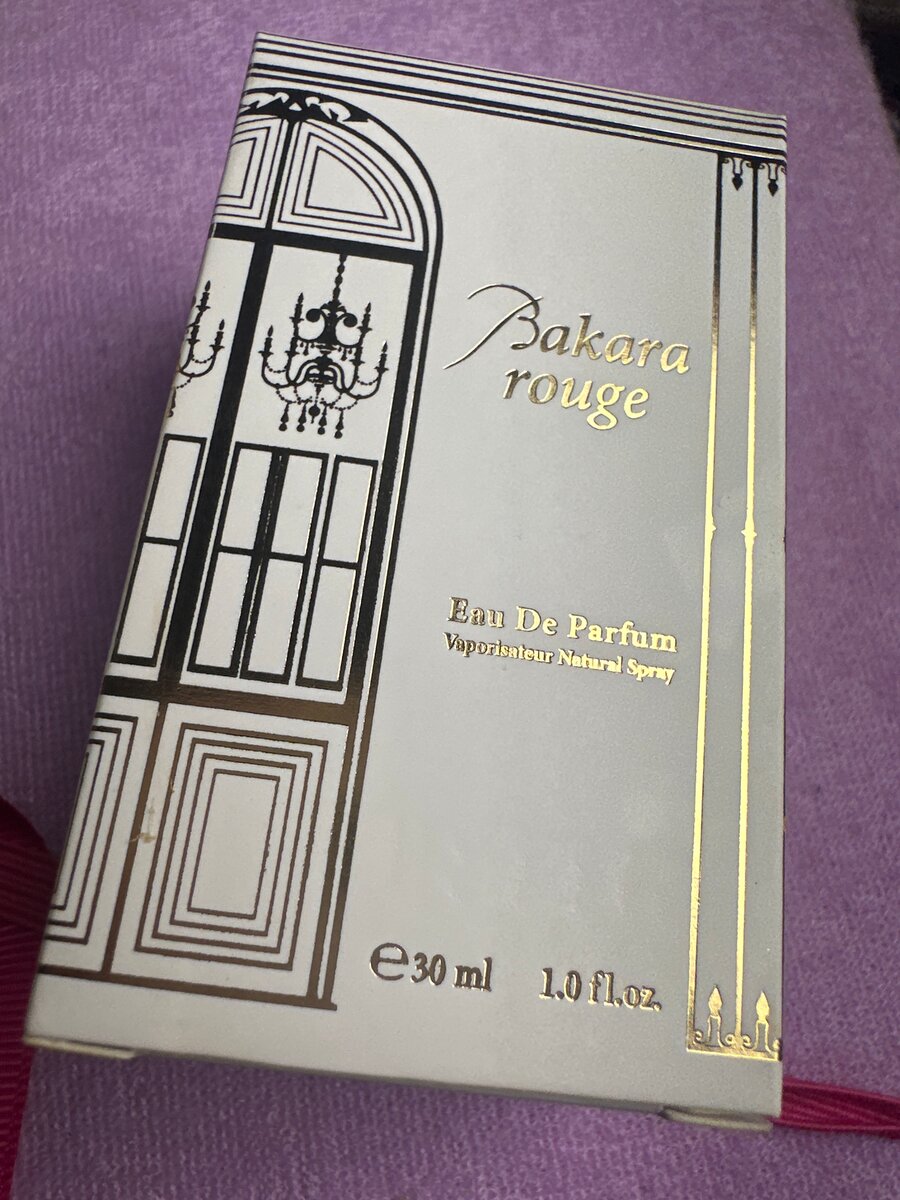 Bakara
rouge
Eau De Parfum
Vaporisateur Natural Spray
℮30 ml 1.0 fl.oz.